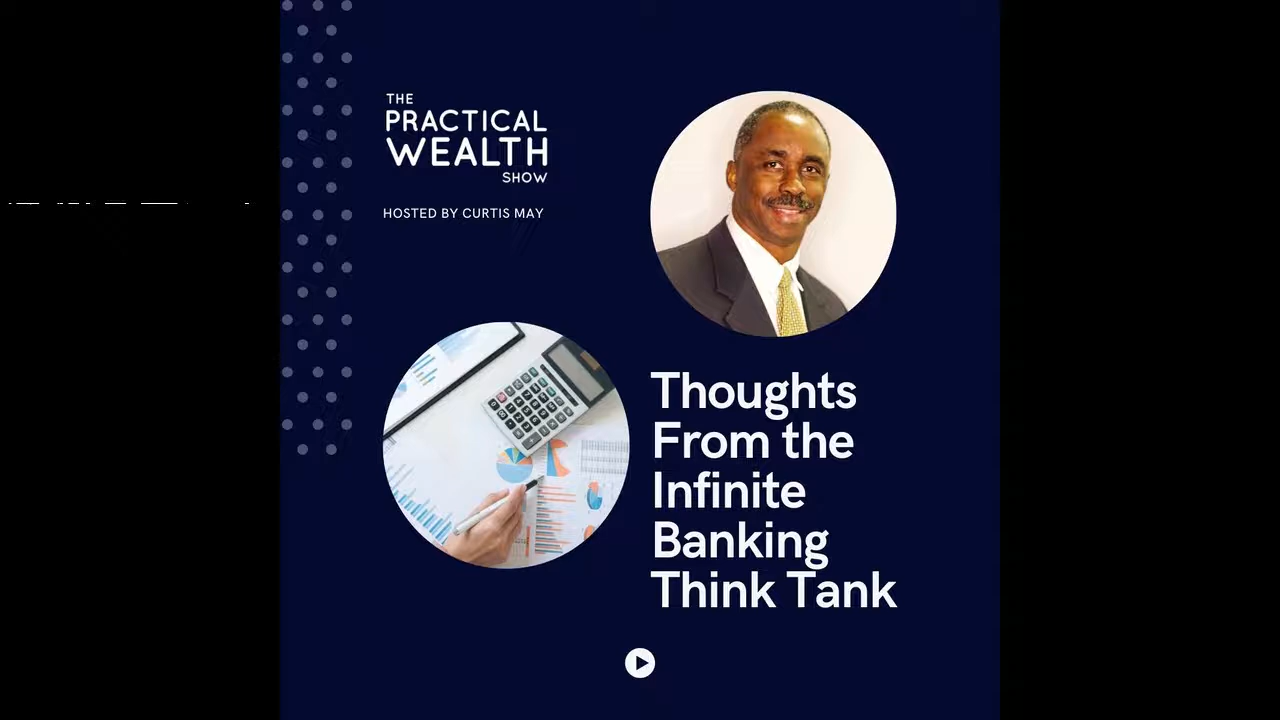 THE
PRACTICAL
WEALTH
SHOW
HOSTED BY CURTIS MAY
Thoughts
From the
Infinite
Banking
Think Tank